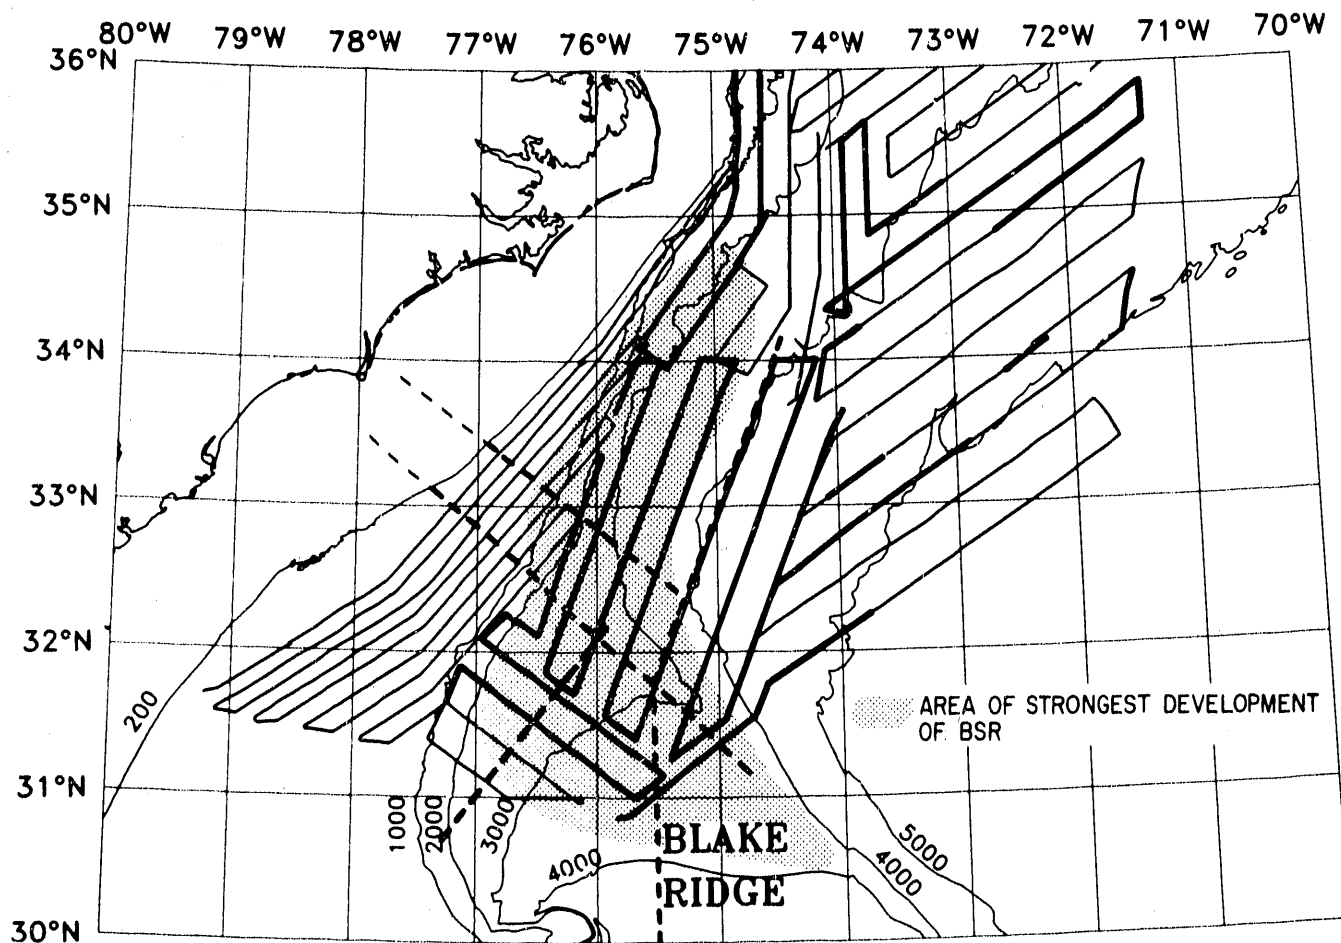 80°W 79°W 78°W 77°W 76°W 75°W 74°W 73°W 72°W 71°W 70°W
36°N
35°N
34°N
33°N
32°N
31°N
30°N
200
1000
2000
3000
4000
5000
4000
AREA OF STRONGEST DEVELOPMENT
OF BSR
BLAKE
RIDGE